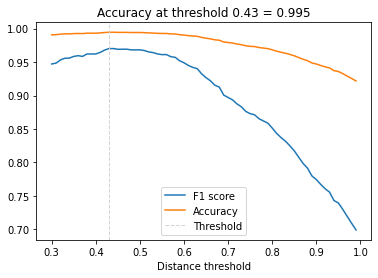 Accuracy at threshold 0.43 = 0.995
1.00
0.95
0.90
0.85
0.80
0.75
0.70
F1 score
Accuracy
Threshold
0.3 0.4 0.5 0.6 0.7 0.8 0.9 1.0
Distance threshold